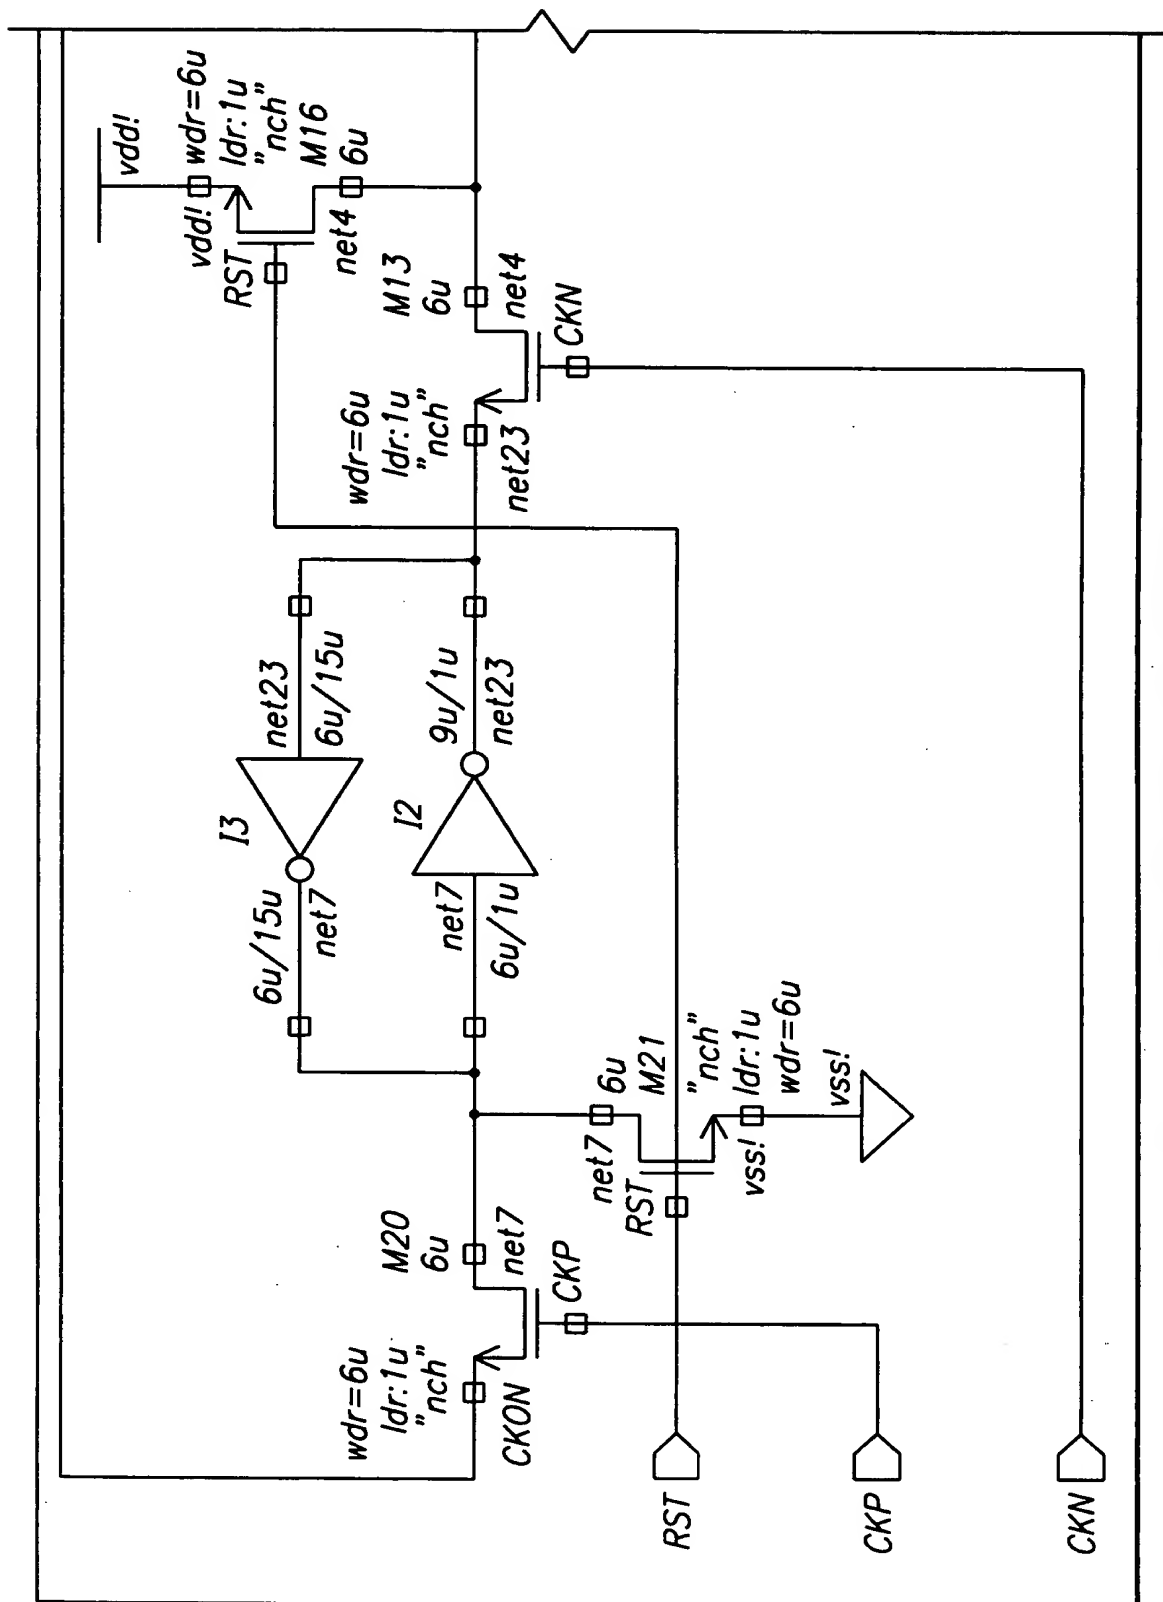 vdd!
wdr=6u
ldr:1u
"nch"
M16
6u
vdd!
RST
net4
M13
6u
net4
CKN
wdr=6u
ldr:1u
"nch"
net23
net23
6u/15u
I3
6u/15u
net7
9u/1u
net23
I2
net7
6u/1u
6u
M21
"nch"
ldr:1u
wdr=6u
net7
RST
vss!
vss!
M20
6u
net7
CKP
wdr=6u
ldr:1u
"nch"
CKON
RST
CKP
CKN